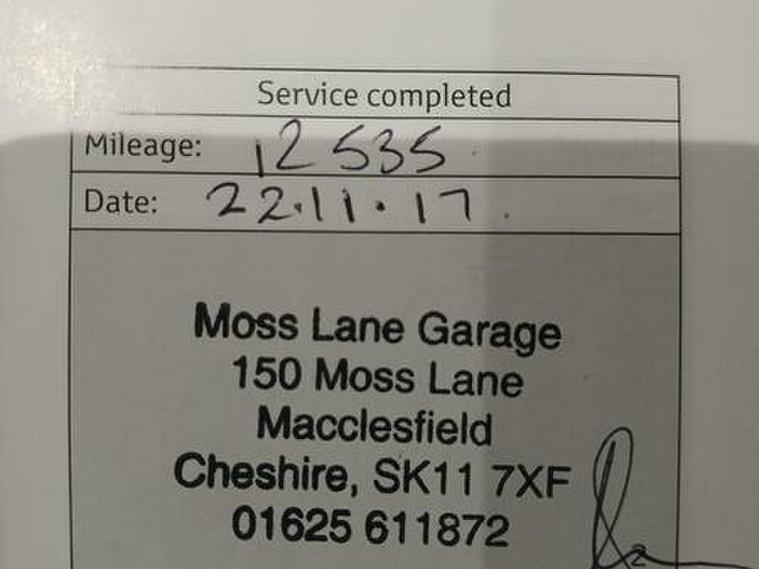 Service completed
Mileage: 12535
Date: 22.11.17.
Moss Lane Garage
150 Moss Lane
Macclesfield
Cheshire, SK11 7XF
01625 611872
2